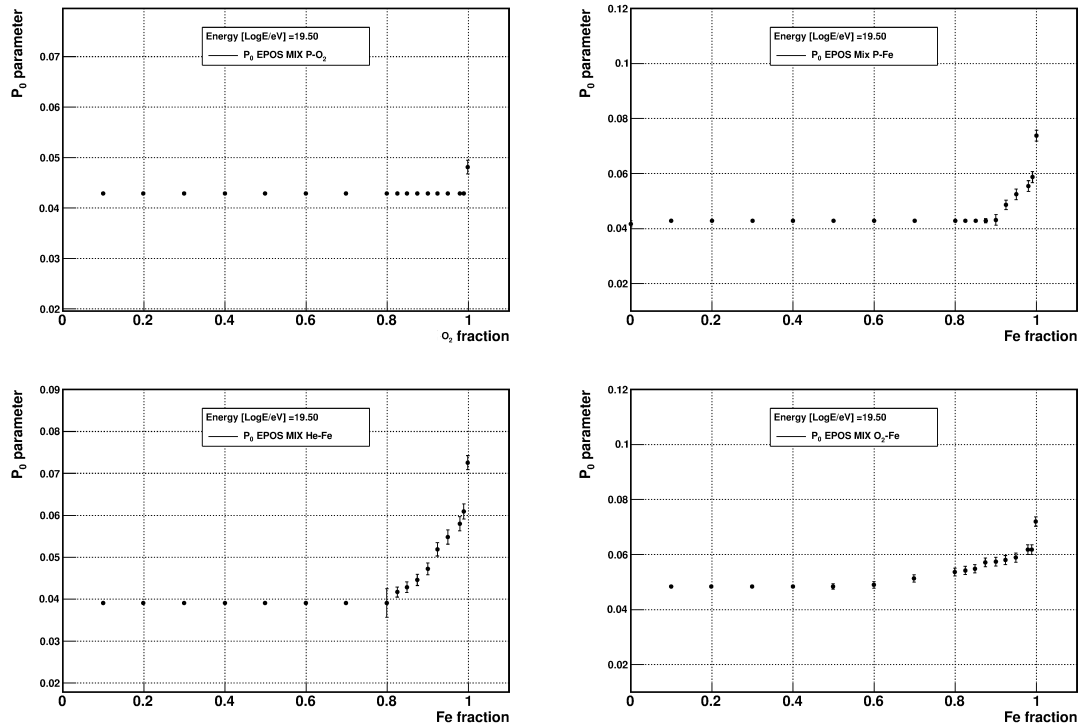 P0 parameter
Energy [LogE/eV] =19.50
P0 EPOS MIX P-O2
0.07
0.06
0.05
0.04
0.03
0.02
0 0.2 0.4 0.6 0.8 1
O2 fraction
P0 parameter
Energy [LogE/eV] =19.50
P0 EPOS Mix P-Fe
0.12
0.1
0.08
0.06
0.04
0.02
0 0.2 0.4 0.6 0.8 1
Fe fraction
P0 parameter
Energy [LogE/eV] =19.50
P0 EPOS MIX He-Fe
0.09
0.08
0.07
0.06
0.05
0.04
0.03
0.02
0 0.2 0.4 0.6 0.8 1
Fe fraction
P0 parameter
Energy [LogE/eV] =19.50
P0 EPOS MIX O2-Fe
0.12
0.1
0.08
0.06
0.04
0.02
0 0.2 0.4 0.6 0.8 1
Fe fraction